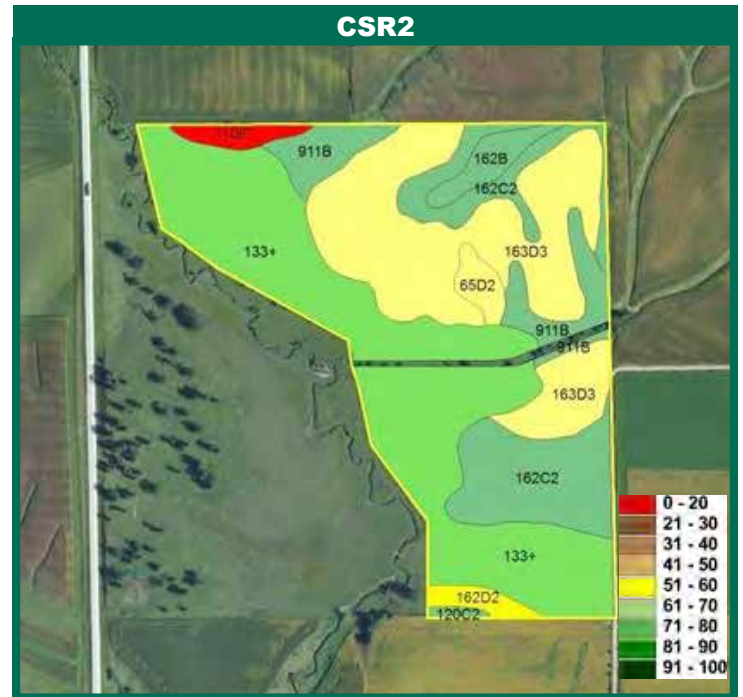 CSR2
911B
162B
162C2
133+
163D3
65D2
911B
911B
163D3
162C2
133+
162D2
120C2
0 - 20
21 - 30
31 - 40
41 - 50
51 - 60
61 - 70
71 - 80
81 - 90
91 - 100